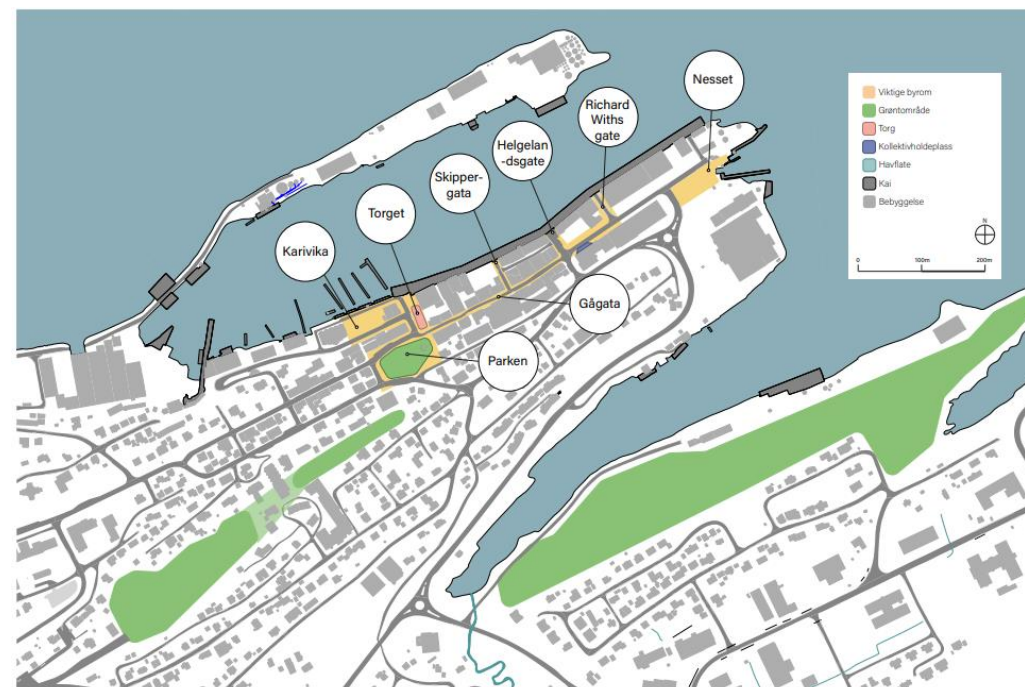 Nesset
Richard
Withs
gate
Helgelan
-dsgate
Skipper-
gata
Torget
Karivika
Gågata
Parken
Viktige byrom
Grøntområde
Torg
Kollektivholdeplass
Havflate
Kai
Bebyggelse
N
0 100m 200m